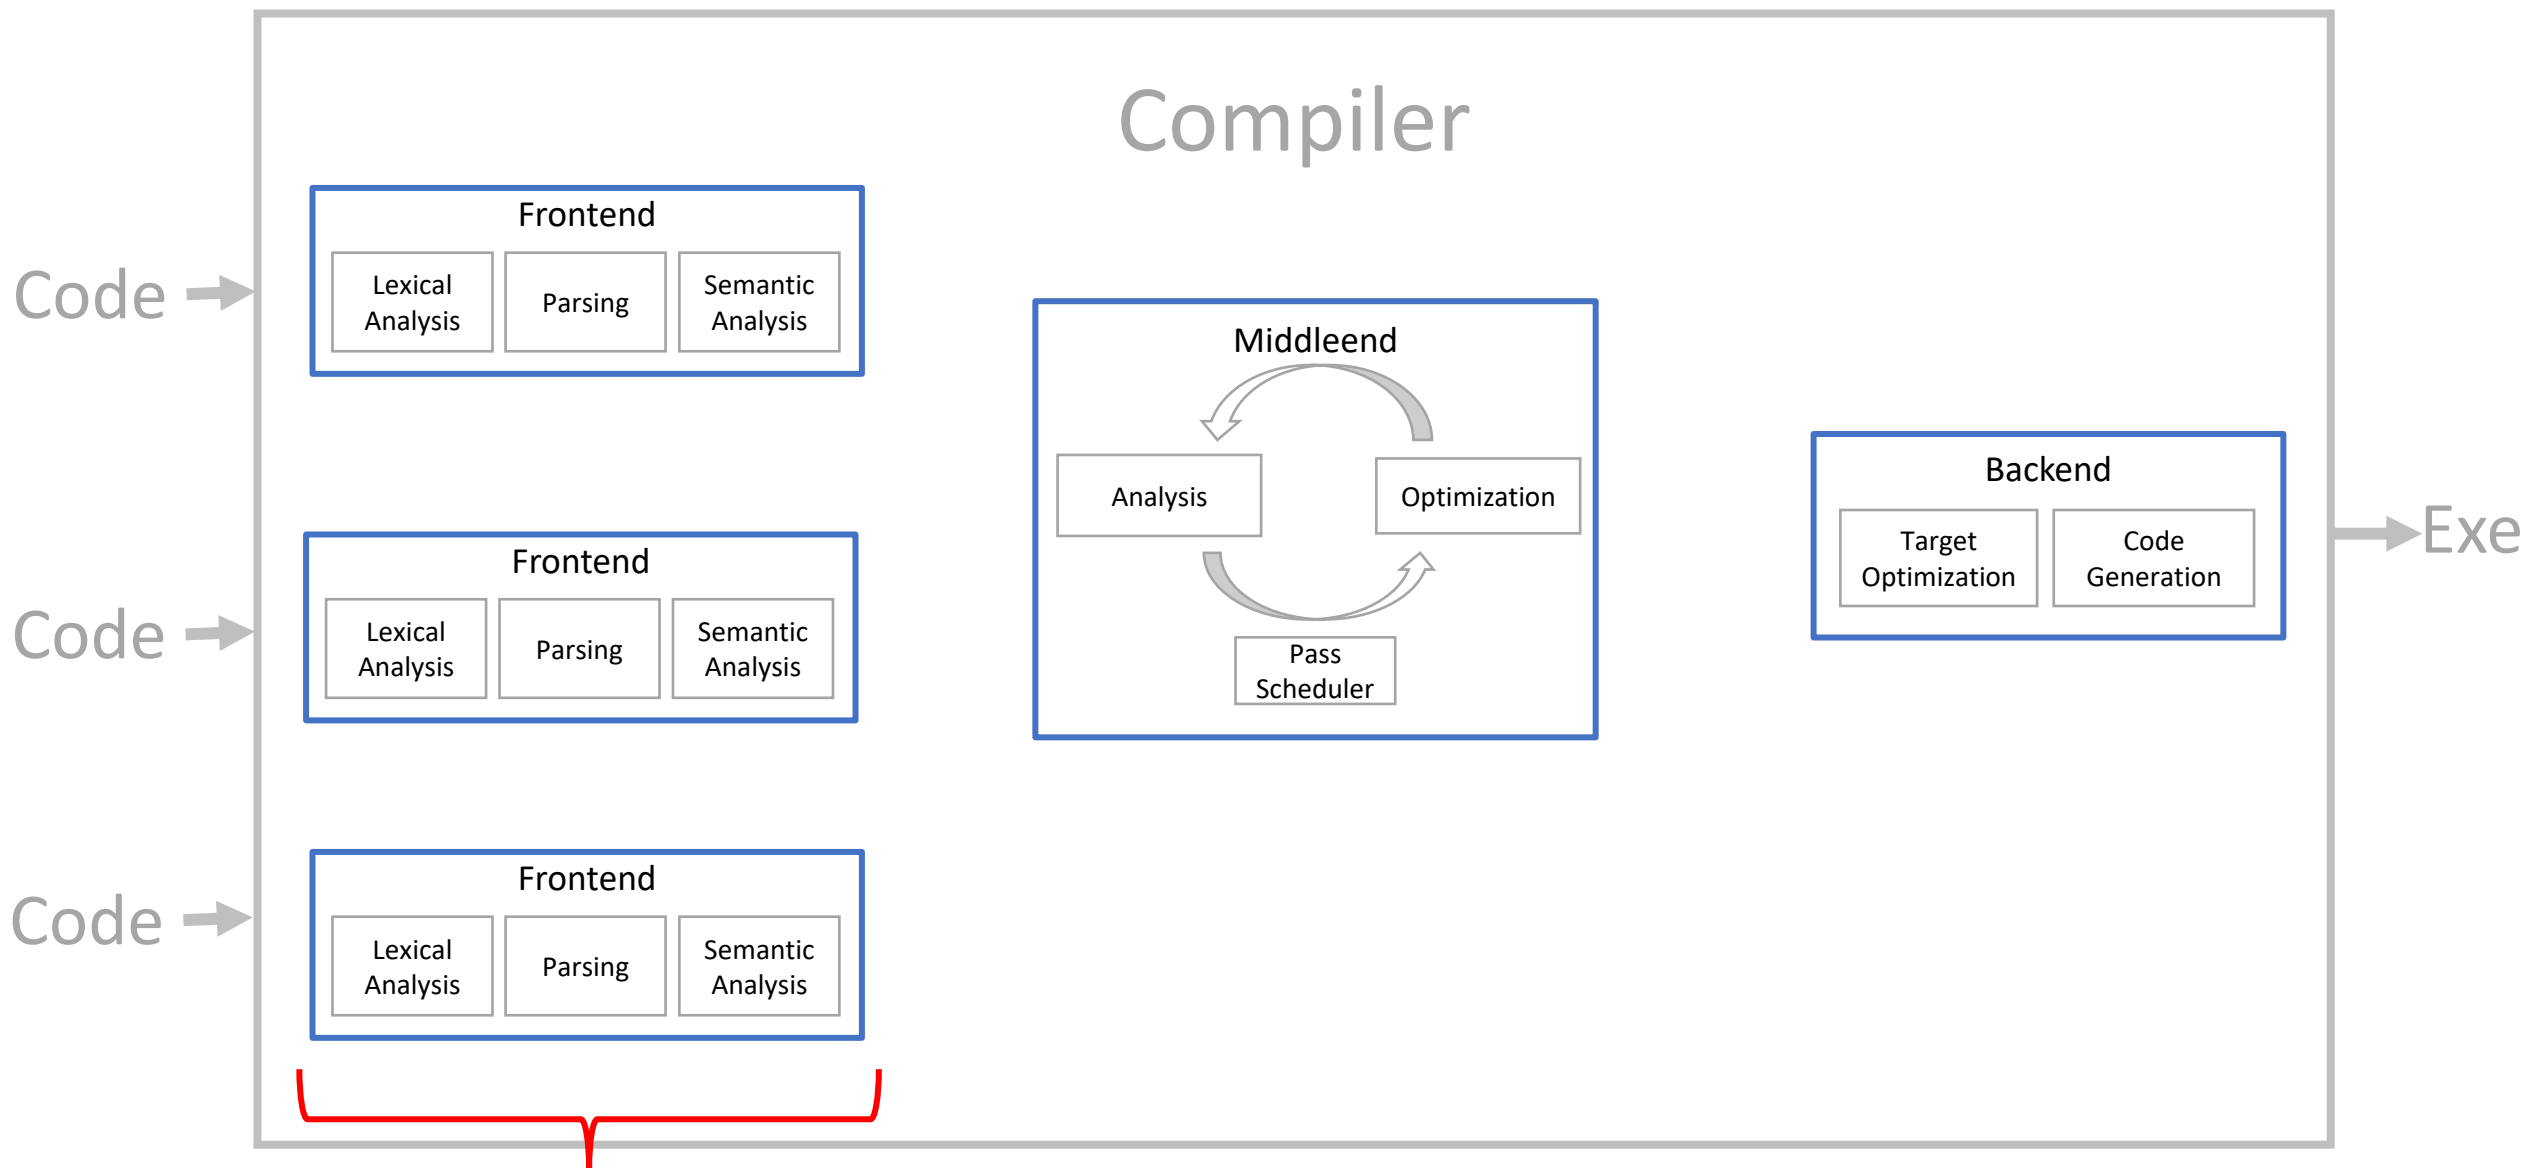 Compiler
Code
Frontend
Lexical
Analysis
Parsing
Semantic
Analysis
Code
Frontend
Lexical
Analysis
Parsing
Semantic
Analysis
Code
Frontend
Lexical
Analysis
Parsing
Semantic
Analysis
Middleend
Analysis
Optimization
Pass
Scheduler
Backend
Target
Optimization
Code
Generation
Exe